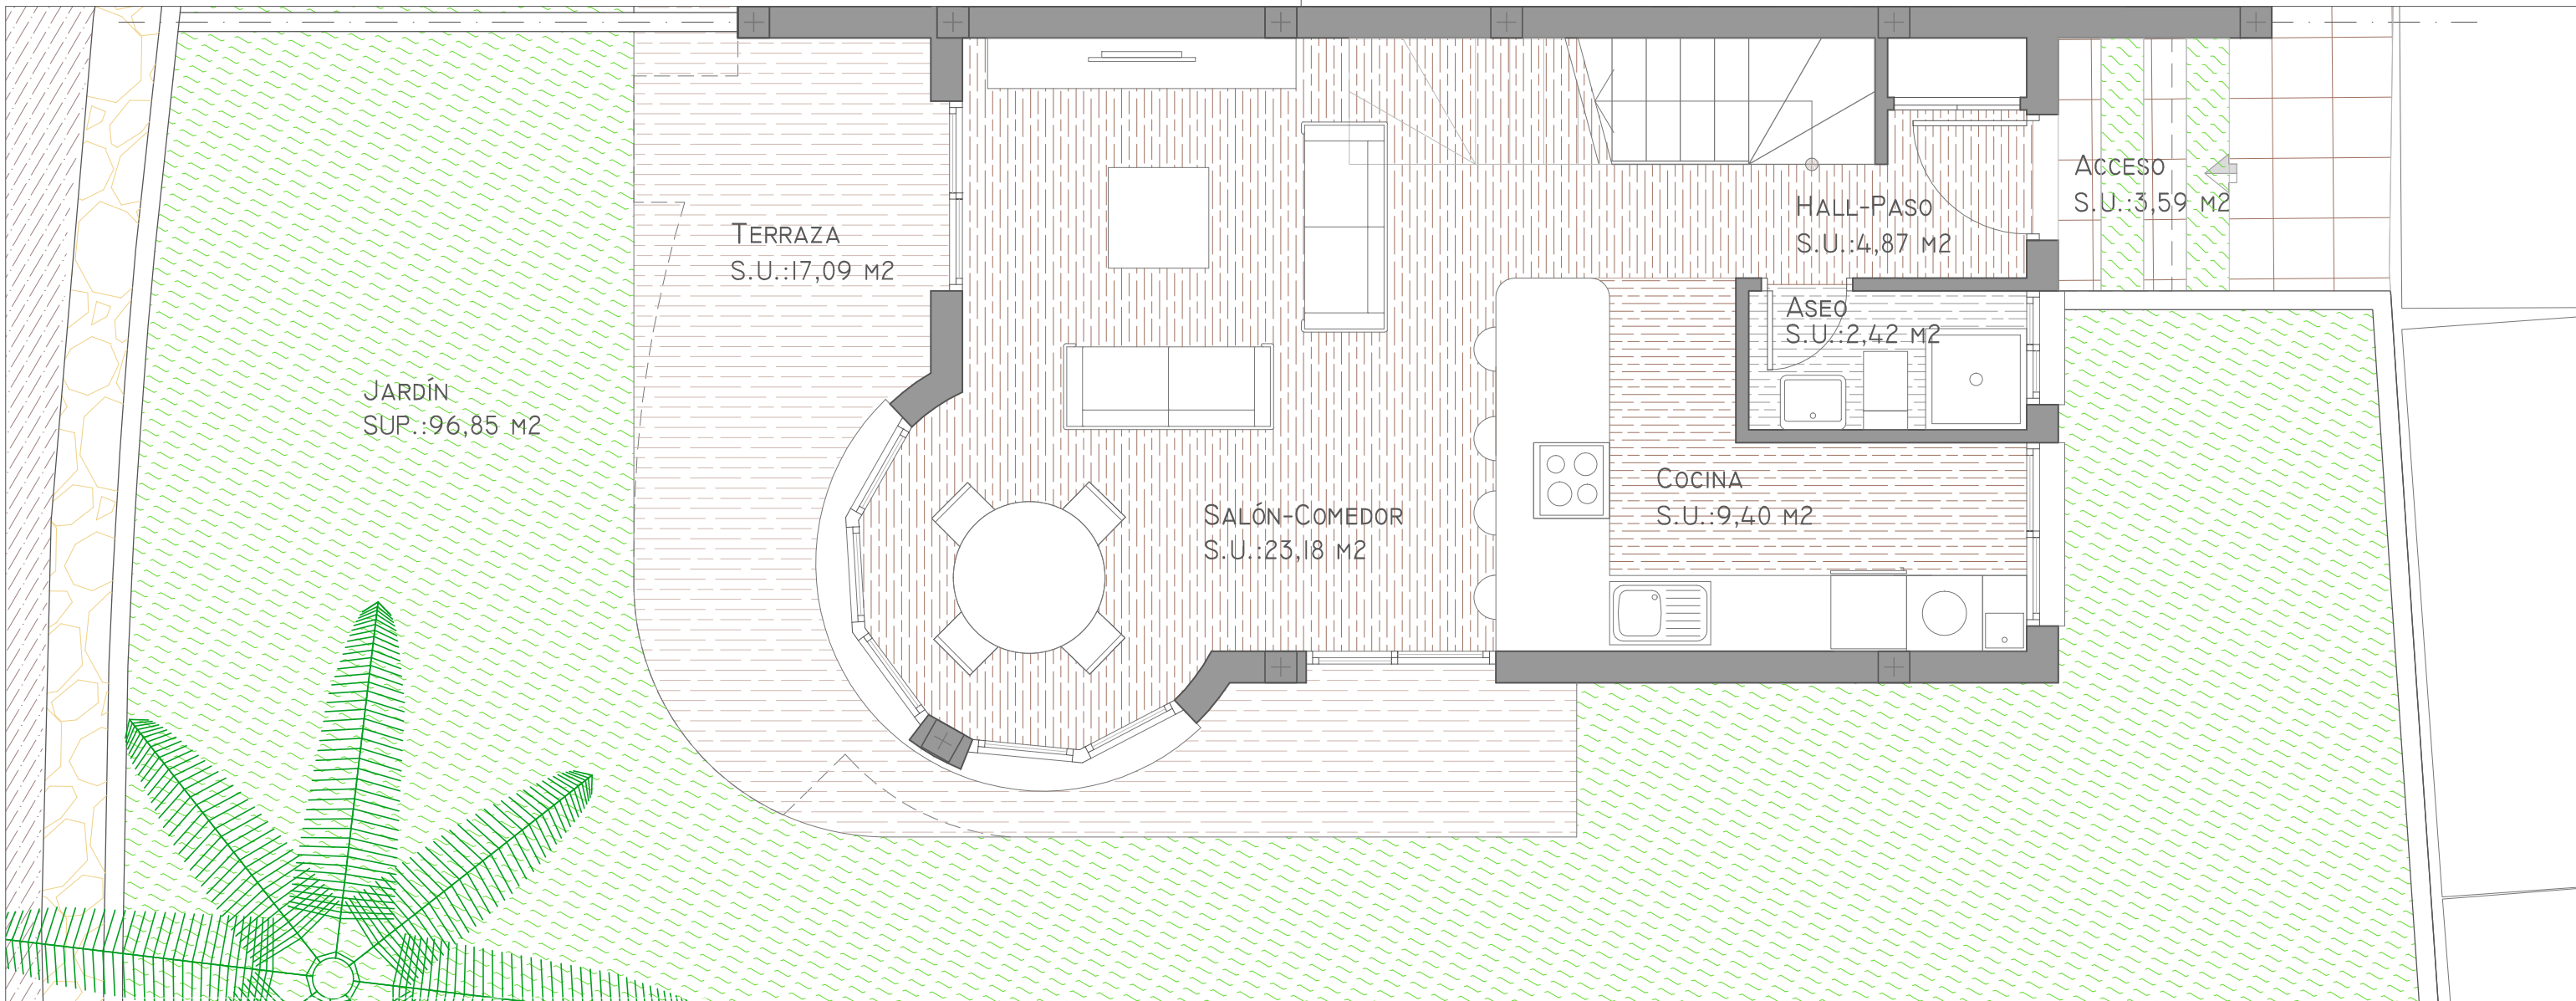 Acceso
S.U.:3,59 m2
Hall-Paso
S.U.:4,87 m2
Terraza
S.U.:17,09 m2
Aseo
S.U.:2,42 m2
Jardín
SUP.:96,85 m2
Cocina
S.U.:9,40 m2
Salón-Comedor
S.U.:23,18 m2